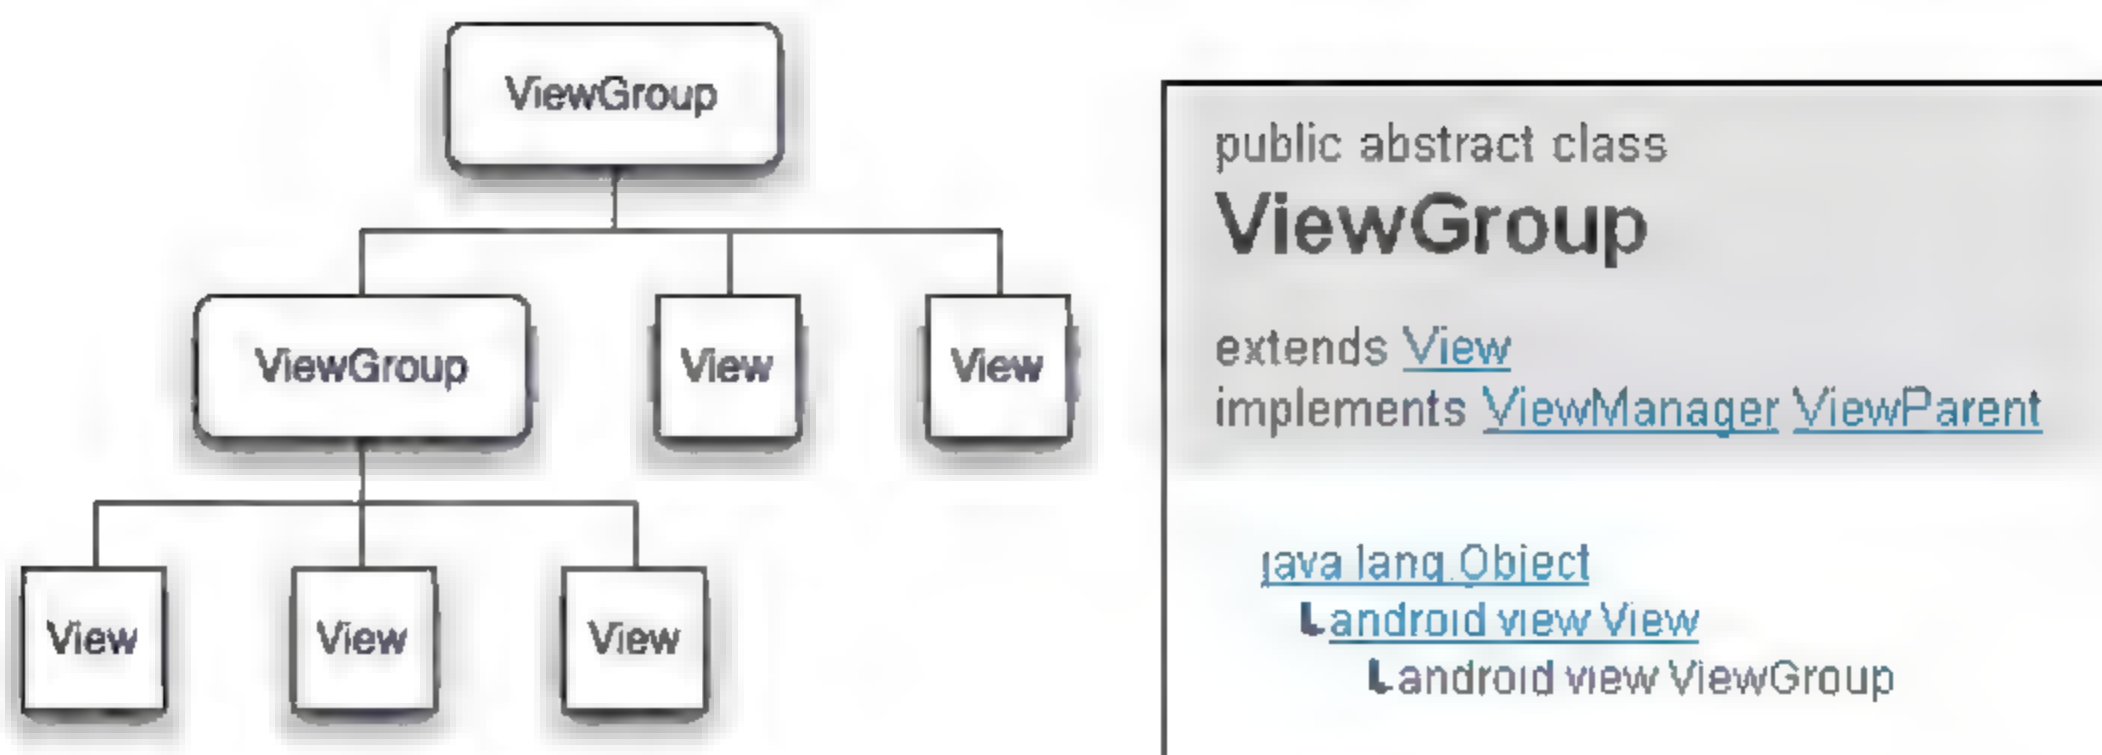 ViewGroup
ViewGroup View View
View View View
public abstract class
ViewGroup
extends View
implements ViewManager ViewParent
java.lang.Object
android.view.View
android.view.ViewGroup